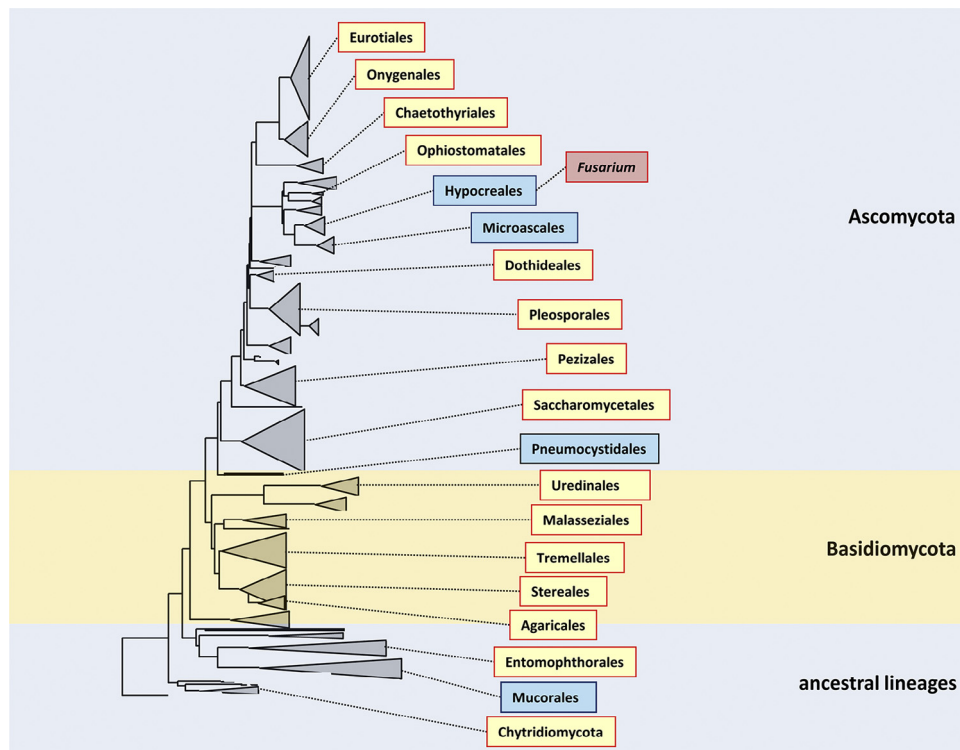 Eurotiales
Onygenales
Chaetothyriales
Ophiostomatales
Fusarium
Hypocreales
Ascomycota
Microascales
Dothideales
Pleosporales
Pezizales
Saccharomycetales
Pneumocystidales
Uredinales
Malasseziales
Basidiomycota
Tremellales
Stereales
Agaricales
Entomophthorales
ancestral lineages
Mucorales
Chytridiomycota